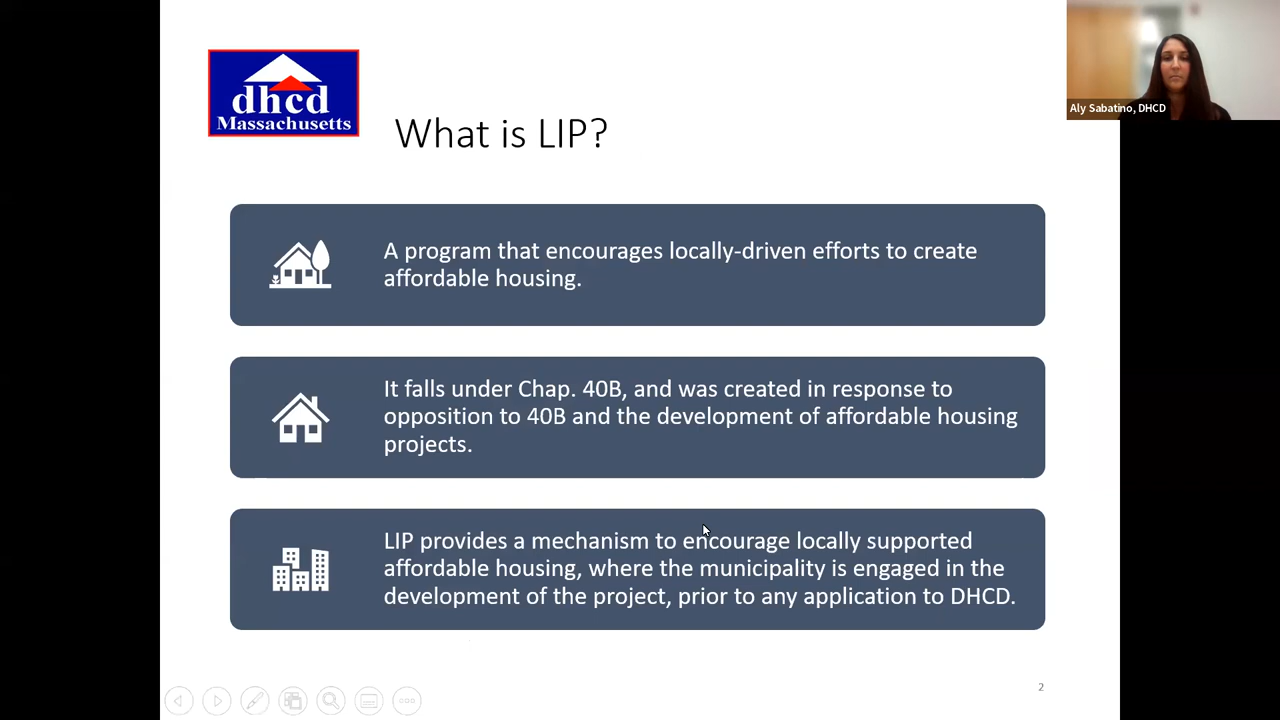 dhcd
Massachusetts
What is LIP?
Aly Sabatino, DHCD
A program that encourages locally-driven efforts to create
affordable housing.
It falls under Chap. 40B, and was created in response to
opposition to 40B and the development of affordable housing
projects.
LIP provides a mechanism to encourage locally supported
affordable housing, where the municipality is engaged in the
development of the project, prior to any application to DHCD.
2